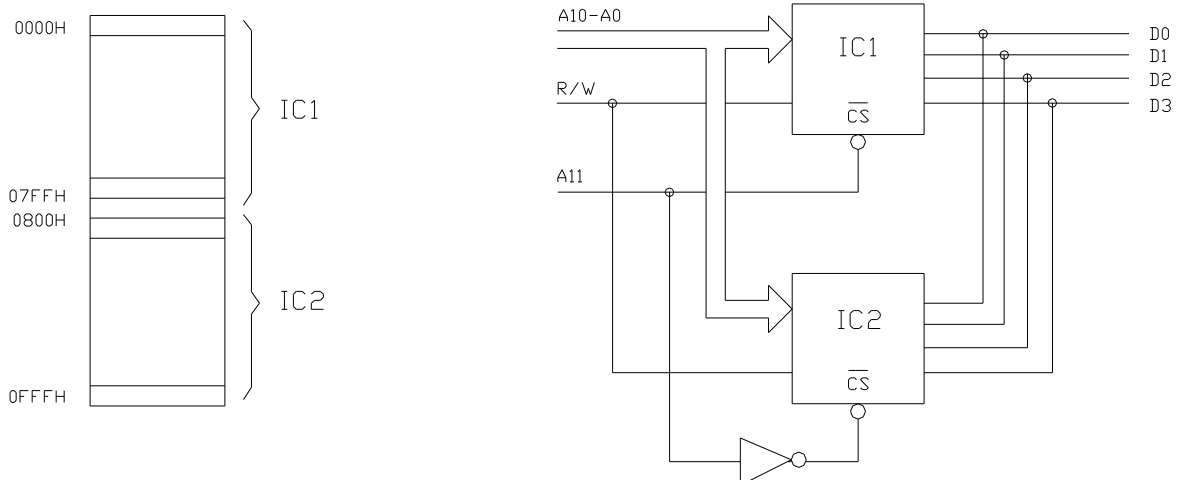 0000H
IC1
07FFH
0800H
IC2
0FFFH
A10-A0
R/W
A11
IC1
CS
D0
D1
D2
D3
IC2
CS